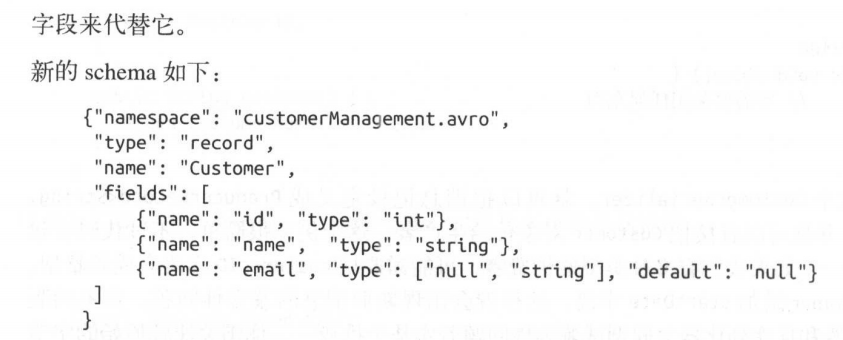 字段来代替它。
新的 schema 如下：
{"namespace": "customerManagement.avro",
"type": "record",
"name": "Customer",
"fields": [
{"name": "id", "type": "int"},
{"name": "name", "type": "string"},
{"name": "email", "type": ["null", "string"], "default": "null"}
]
}